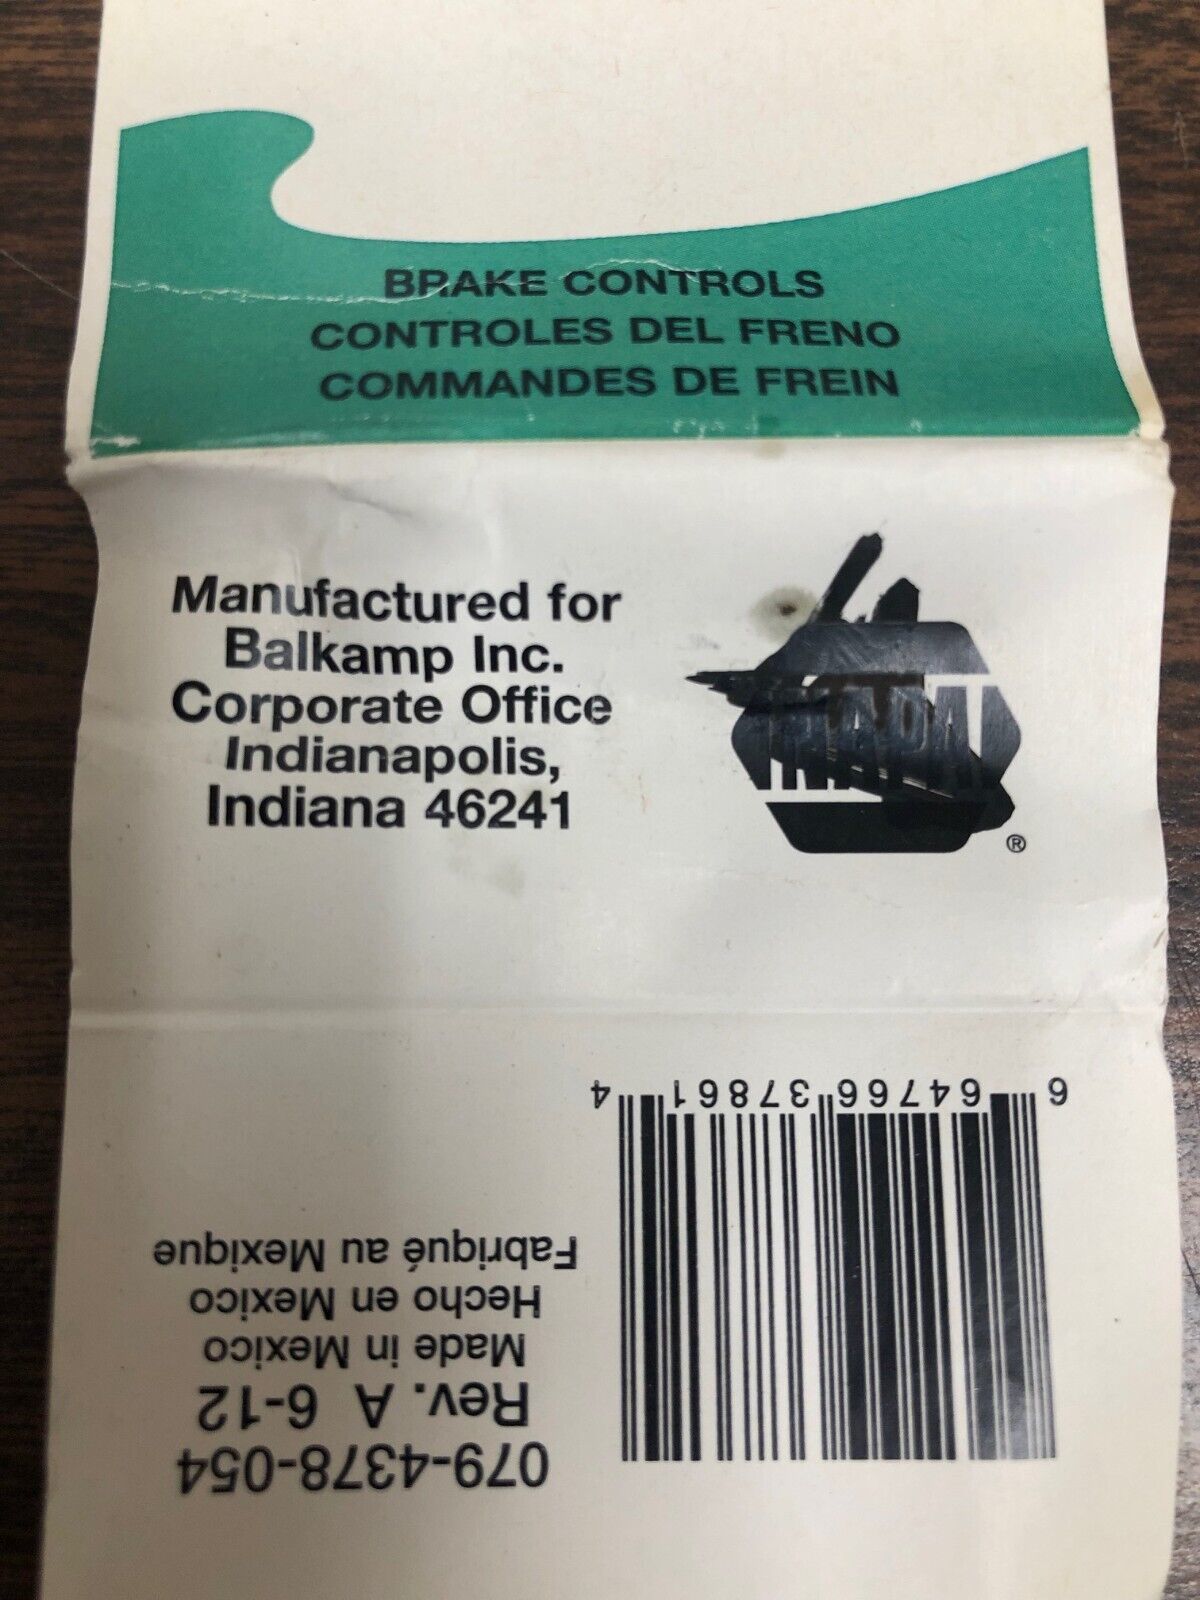 BRAKE CONTROLS
CONTROLES DEL FRENO
COMMANDES DE FREIN
Manufactured for
Balkamp Inc.
Corporate Office
Indianapolis,
Indiana 46241
NAPA
®
6 64766 37861 4
079-4378-054
Rev. A 6-12
Made in Mexico
Hecho en Mexico
Fabriqué au Mexique